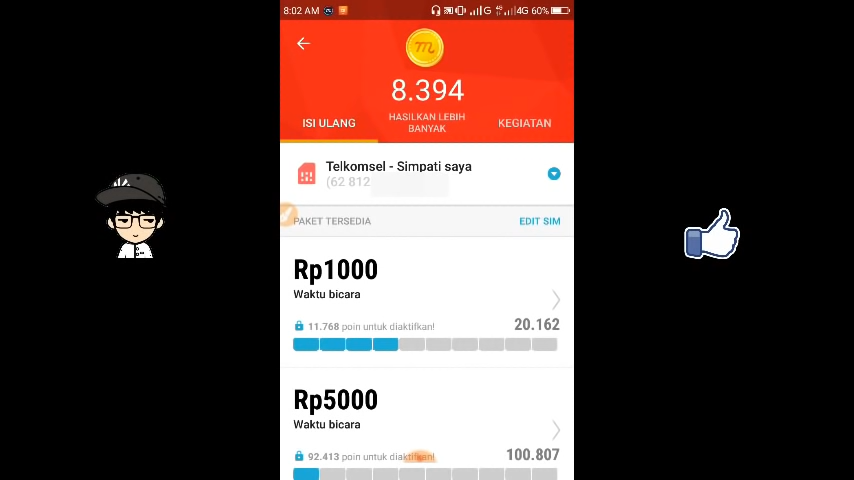 8:02 AM
G 4G 60%
8.394
ISI ULANG
HASILKAN LEBIH
BANYAK
KEGIATAN
Telkomsel - Simpati saya
(62 812
PAKET TERSEDIA
EDIT SIM
Rp1000
Waktu bicara
11.768 poin untuk diaktifkan!
20.162
Rp5000
Waktu bicara
92.413 poin untuk diaktifkan!
100.807